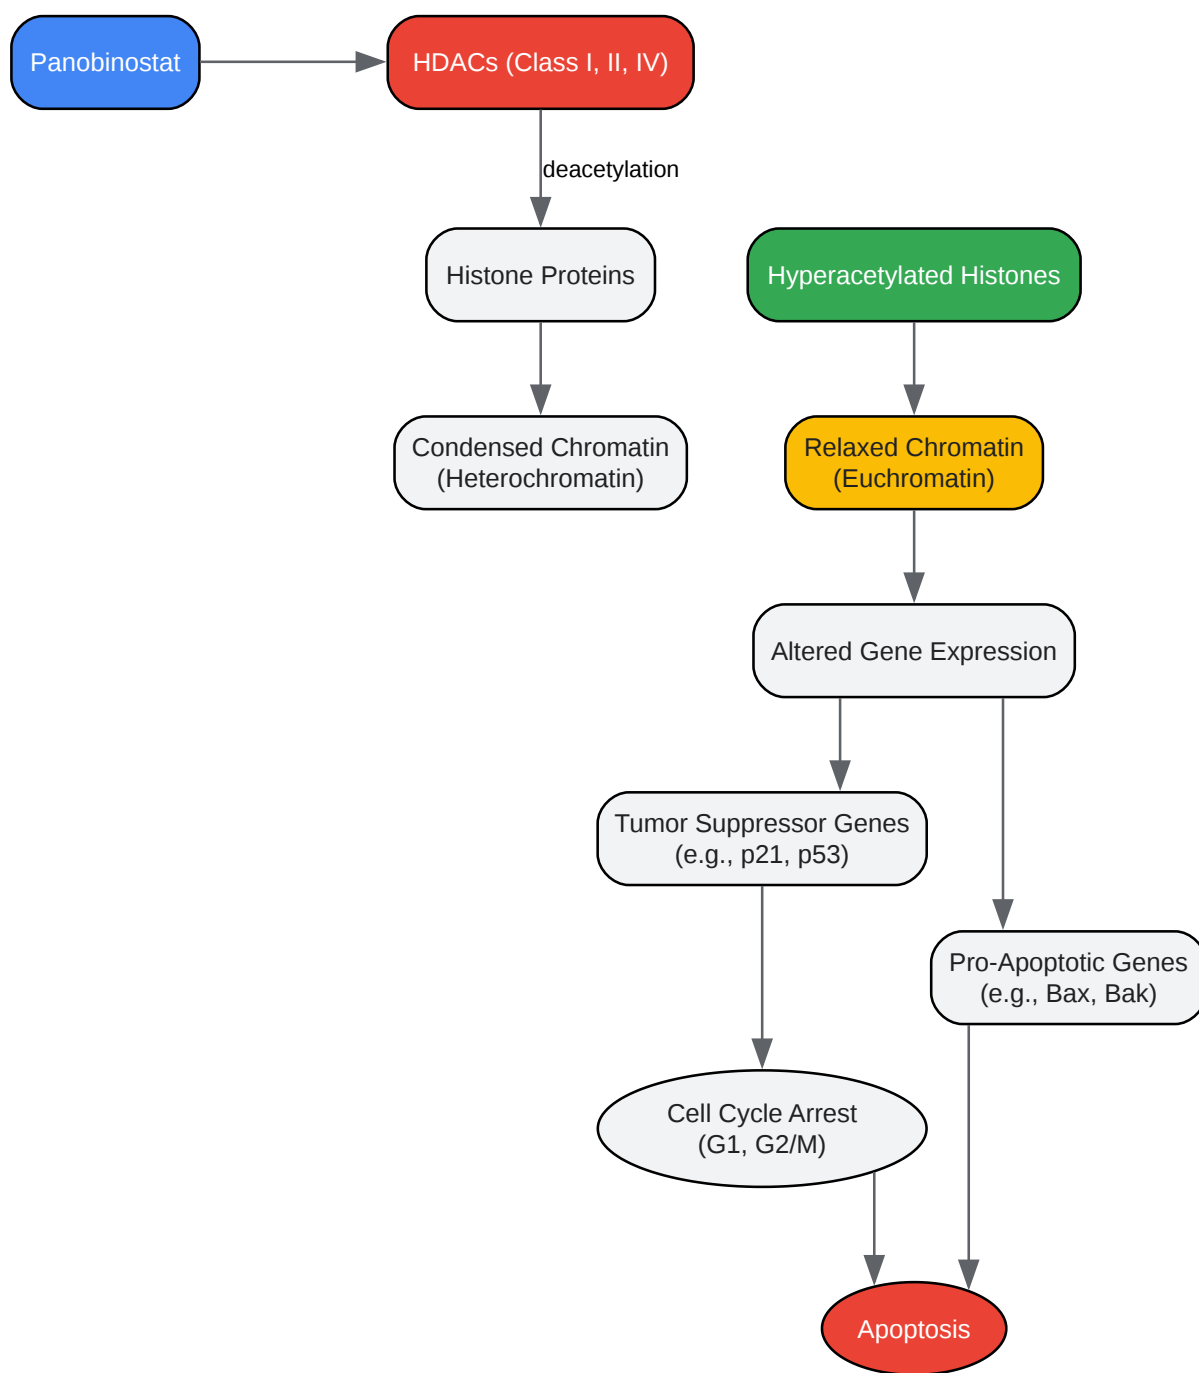 Panobinostat
HDACs (Class I, II, IV)
deacetylation
Histone Proteins
Hyperacetylated Histones
Condensed Chromatin
(Heterochromatin)
Relaxed Chromatin
(Euchromatin)
Altered Gene Expression
Tumor Suppressor Genes
(e.g., p21, p53)
Pro-Apoptotic Genes
(e.g., Bax, Bak)
Cell Cycle Arrest
(G1, G2/M)
Apoptosis